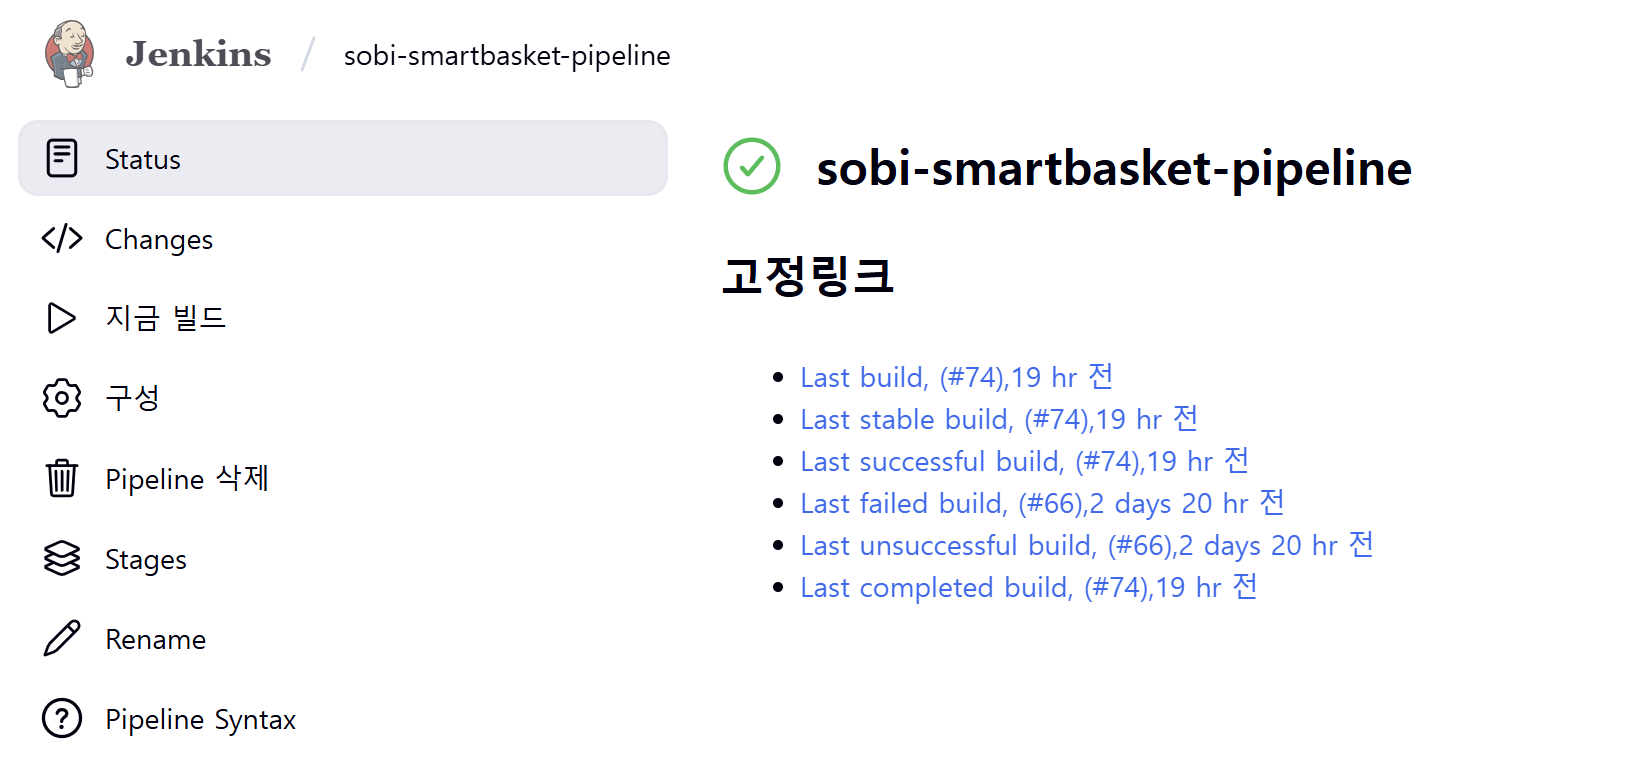 Jenkins / sobi-smartbasket-pipeline
Status
Changes
지금 빌드
구성
Pipeline 삭제
Stages
Rename
Pipeline Syntax
sobi-smartbasket-pipeline
고정링크
Last build, (#74),19 hr 전
Last stable build, (#74),19 hr 전
Last successful build, (#74),19 hr 전
Last failed build, (#66),2 days 20 hr 전
Last unsuccessful build, (#66),2 days 20 hr 전
Last completed build, (#74),19 hr 전